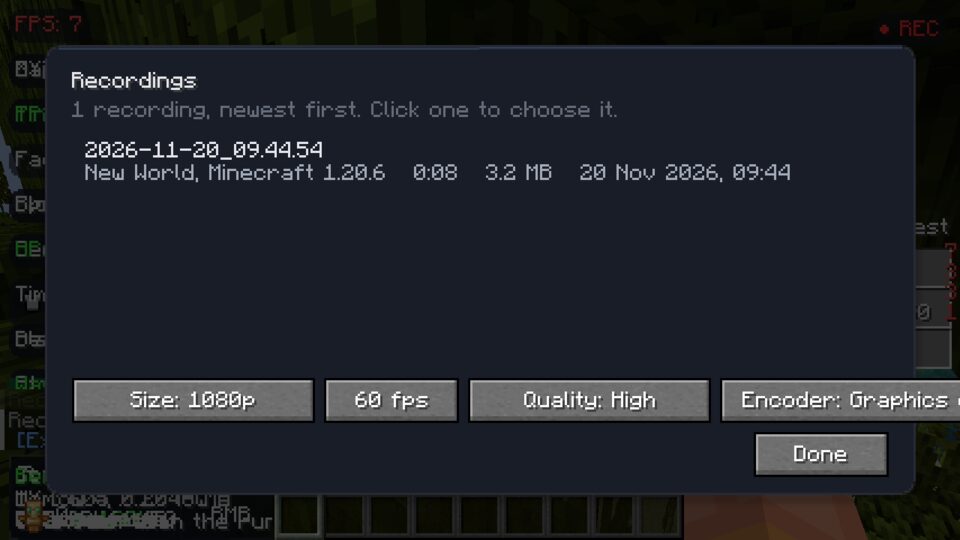 FPS: 7
REC
Recordings
1 recording, newest first. Click one to choose it.
2026-11-20_09.44.54
New World, Minecraft 1.20.6 0:08 3.2 MB 20 Nov 2026, 09:44
Size: 1080p
60 fps
Quality: High
Encoder: Graphics
Done